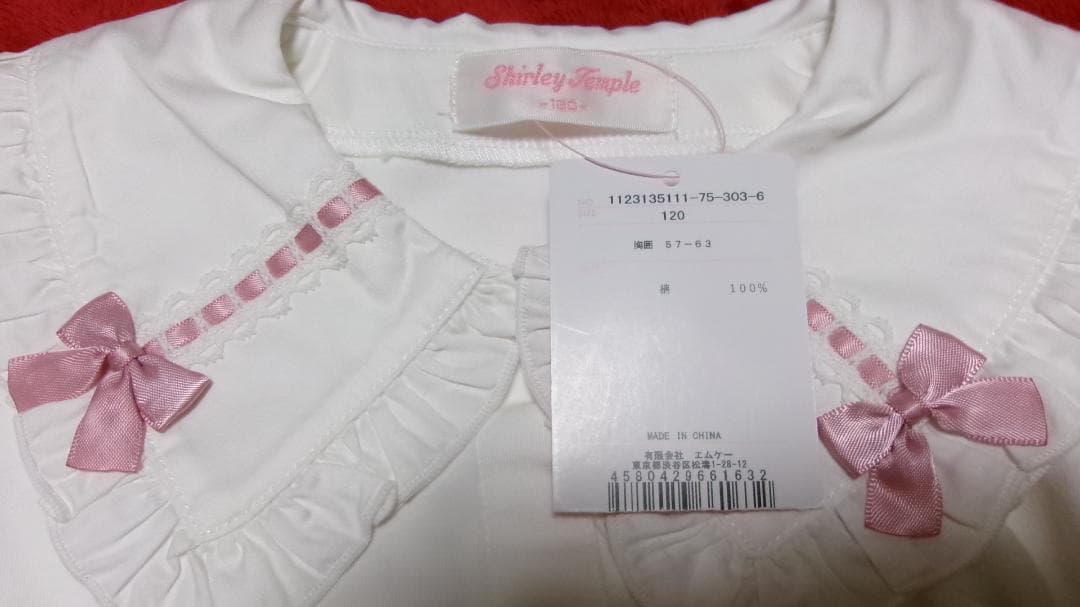 Shirley Temple
-120-
NO. 1123135111-75-303-6
SIZE 120
胸囲 57-63
綿 100%
MADE IN CHINA
有限会社 エムケー
東京都渋谷区松濤1-28-12
4580429661632